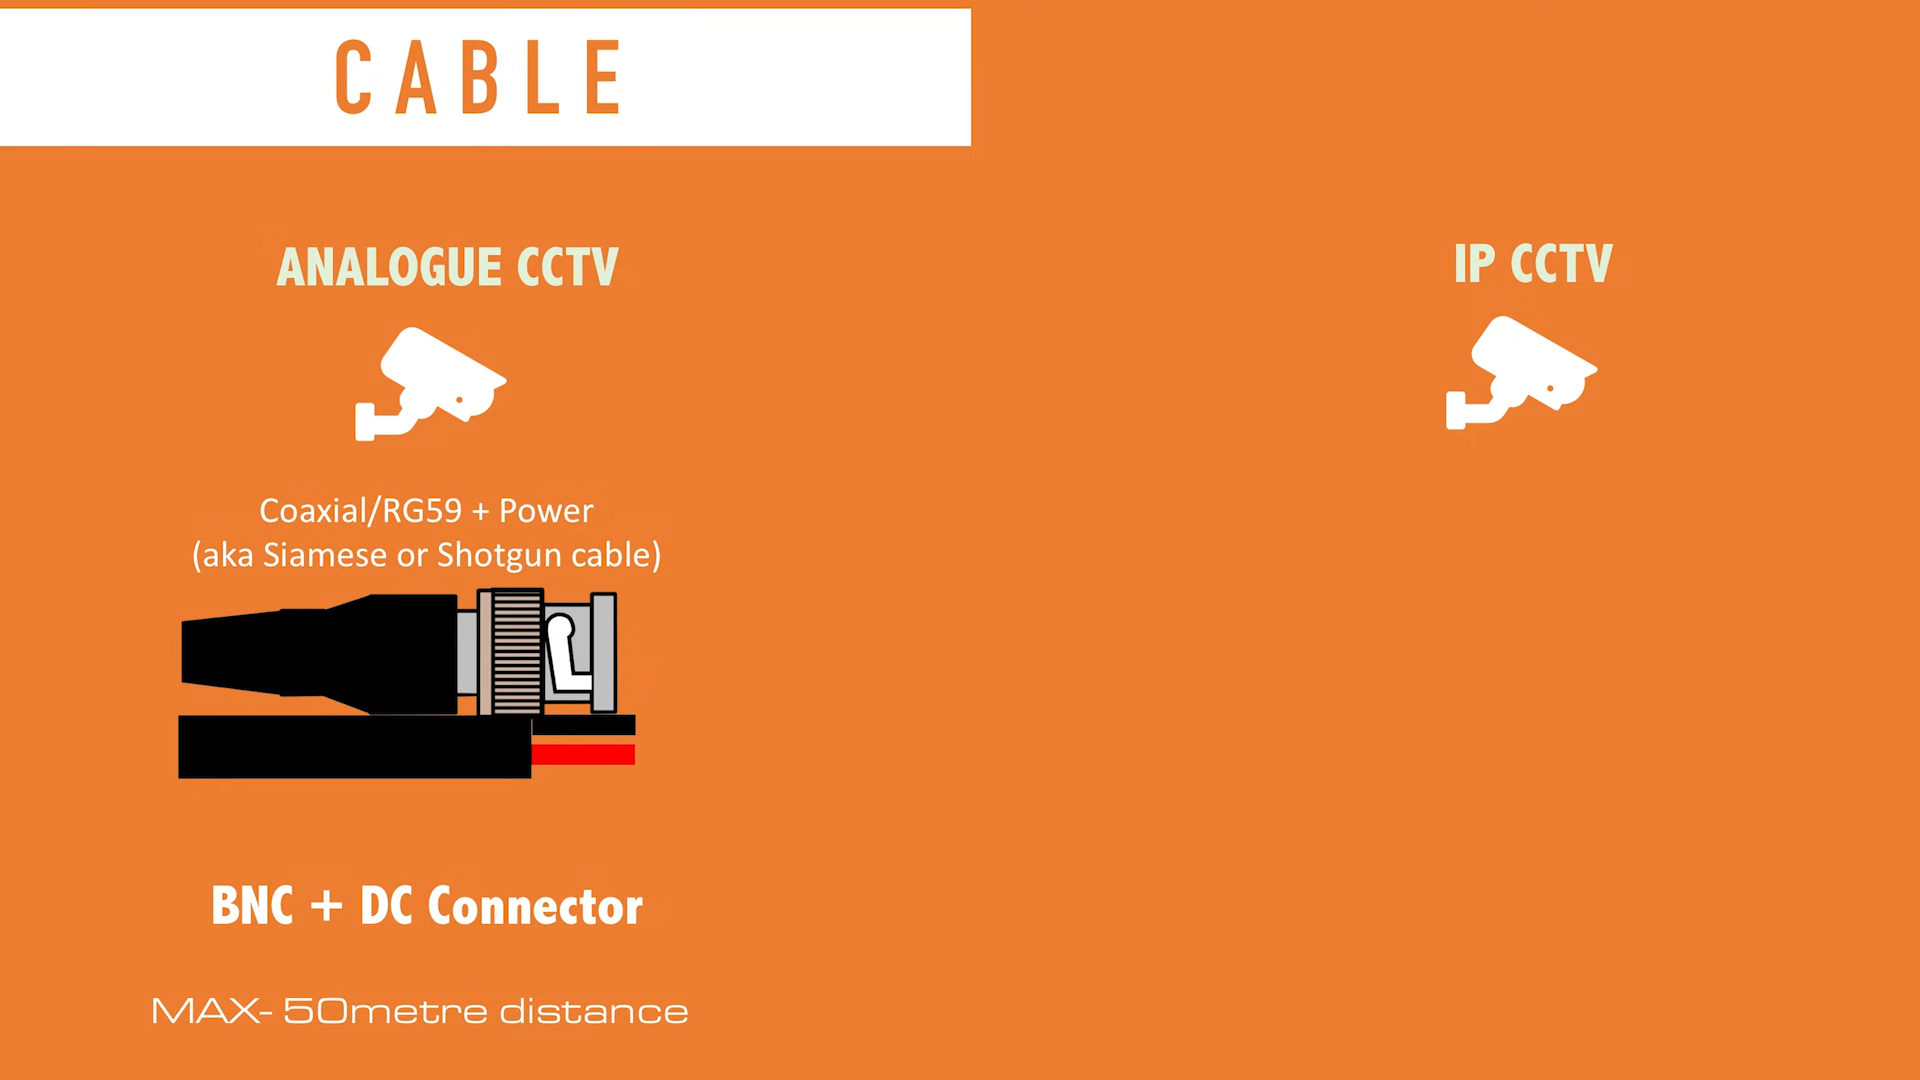 CABLE
ANALOGUE CCTV
IP CCTV
Coaxial/RG59 + Power
(aka Siamese or Shotgun cable)
BNC + DC Connector
MAX- 50metre distance